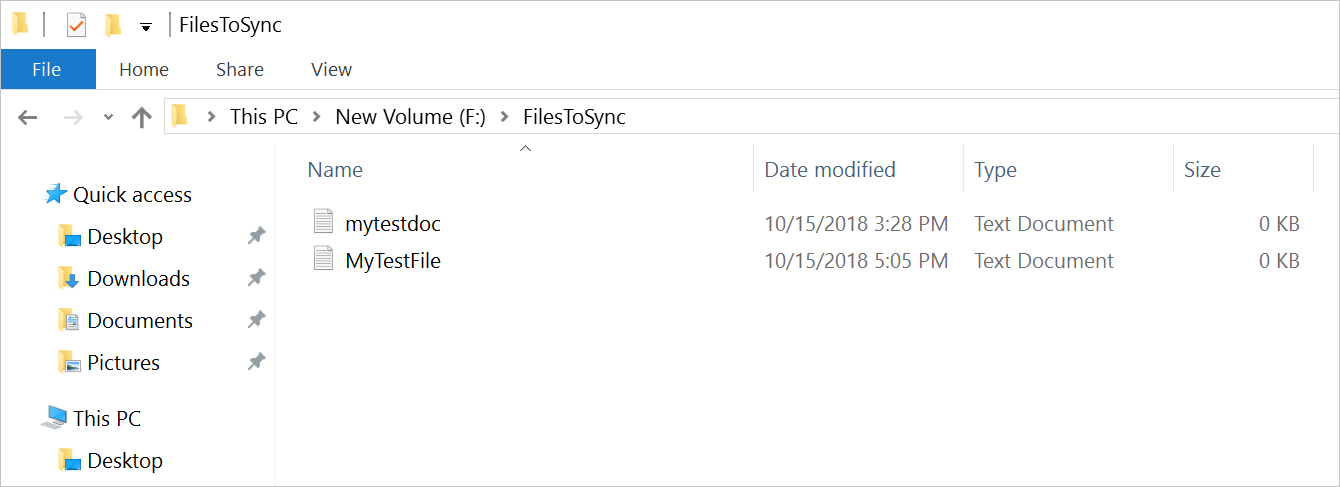 FilesToSync
File Home Share View
This PC New Volume (F:) FilesToSync
Name Date modified Type Size
Quick access
mytestdoc 10/15/2018 3:28 PM Text Document 0 KB
Desktop
MyTestFile 10/15/2018 5:05 PM Text Document 0 KB
Downloads
Documents
Pictures
This PC
Desktop